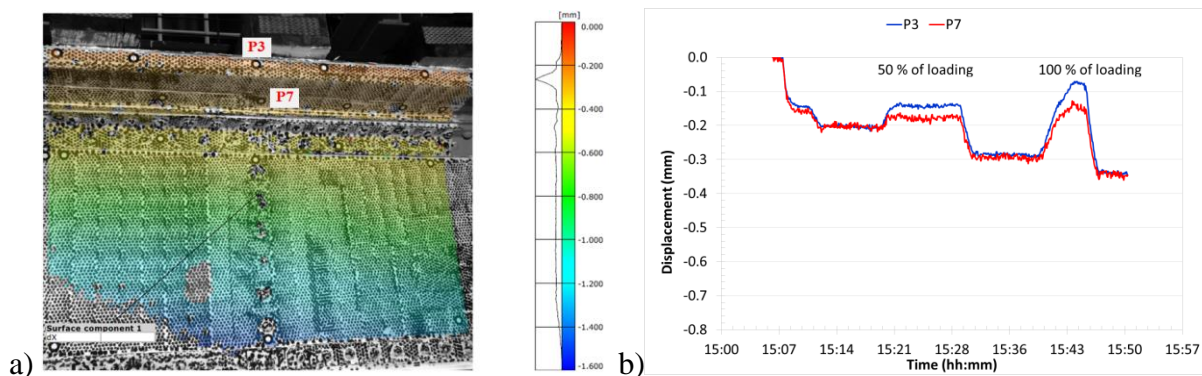 a)
P3
P7
Surface component 1
dX
[mm]
0.000
-0.200
-0.400
-0.600
-0.800
-1.000
-1.200
-1.400
-1.600
b)
P3 P7
50 % of loading 100 % of loading
Displacement (mm)
0.0
-0.1
-0.2
-0.3
-0.4
-0.5
-0.6
-0.7
-0.8
15:00 15:07 15:14 15:21 15:28 15:36 15:43 15:50 15:57
Time (hh:mm)